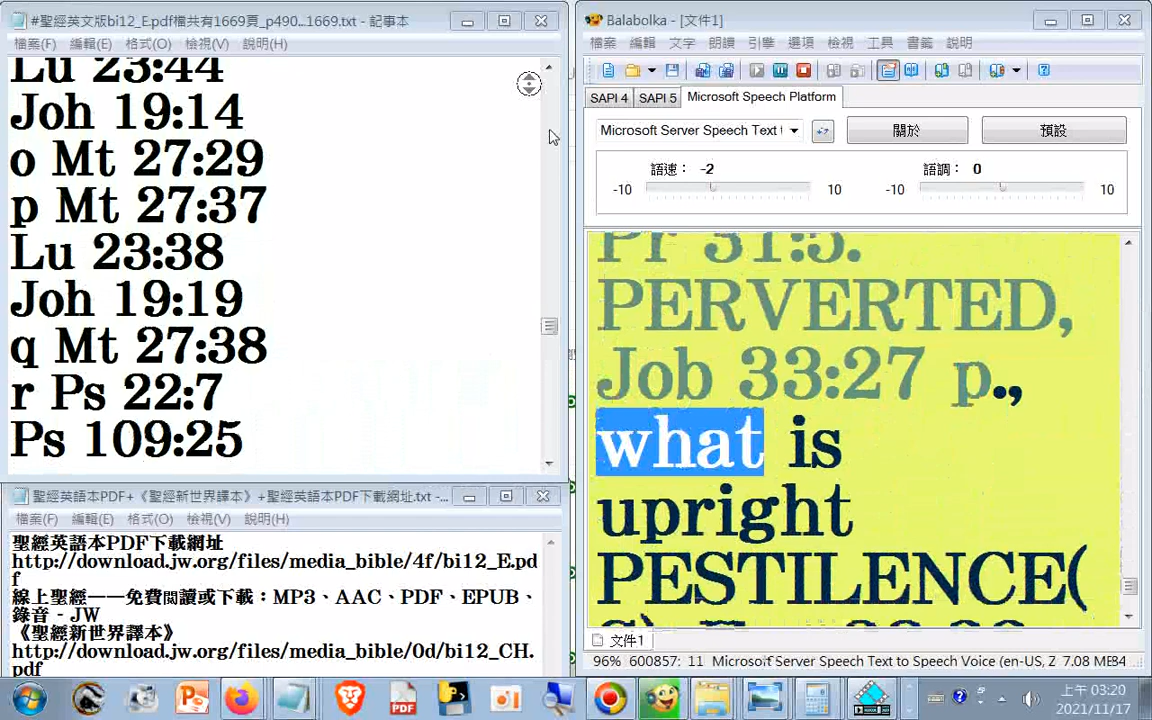 #聖經英文版bi12_E.pdf檔共有1669頁_p490...1669.txt - 記事本
檔案(F) 編輯(E) 格式(O) 檢視(V) 說明(H)
Lu 23:44
Joh 19:14
o Mt 27:29
p Mt 27:37
Lu 23:38
Joh 19:19
q Mt 27:38
r Ps 22:7
Ps 109:25
聖經英語本PDF+《聖經新世界譯本》+聖經英語本PDF下載網址.txt -...
檔案(F) 編輯(E) 格式(O) 檢視(V) 說明(H)
聖經英語本PDF下載網址
http://download.jw.org/files/media_bible/4f/bi12_E.pd
f
線上聖經──免費閱讀或下載：MP3、AAC、PDF、EPUB、
錄音 - JW
《聖經新世界譯本》
http://download.jw.org/files/media_bible/0d/bi12_CH.
pdf
Balabolka - [文件1]
檔案 編輯 文字 朗讀 引擎 選項 檢視 工具 書籤 說明
SAPI 4 SAPI 5 Microsoft Speech Platform
Microsoft Server Speech Text t 關於 預設
語速： -2 語調： 0
-10 10 -10 10
Pr 31:5.
PERVERTED,
Job 33:27 p.,
what is
upright
PESTILENCE(
文件1
96% 600857: 11 Microsoft Server Speech Text to Speech Voice (en-US, Z 7.08 MB
上午 03:20
2021/11/17